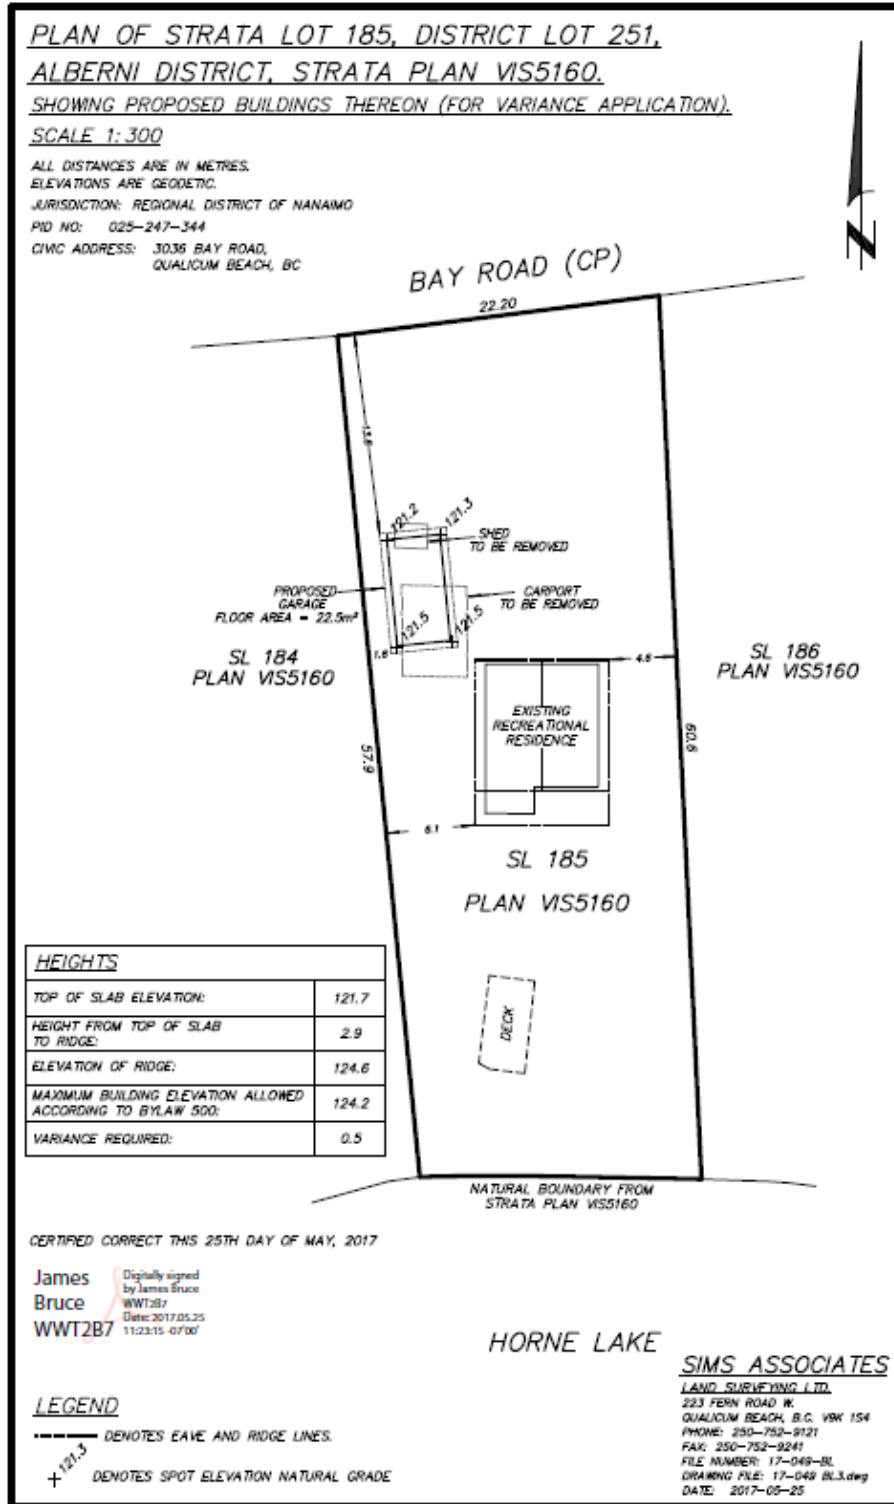 PLAN OF STRATA LOT 185, DISTRICT LOT 251,
ALBERNI DISTRICT, STRATA PLAN VIS5160.
SHOWING PROPOSED BUILDINGS THEREON (FOR VARIANCE APPLICATION).
SCALE 1:300
ALL DISTANCES ARE IN METRES.
ELEVATIONS ARE GEODETIC.
JURISDICTION: REGIONAL DISTRICT OF NANAIMO
PID NO: 025-247-344
CIVIC ADDRESS: 3036 BAY ROAD,
QUALICUM BEACH, BC
N
BAY ROAD (CP)
22.20
13.8
121.2
121.3
SHED
TO BE REMOVED
PROPOSED
GARAGE
FLOOR AREA = 22.5m²
CARPORT
TO BE REMOVED
121.5
121.5
1.6
SL 184
PLAN VIS5160
SL 186
PLAN VIS5160
4.6
EXISTING
RECREATIONAL
RESIDENCE
57.9
60.6
6.1
SL 185
PLAN VIS5160
DECK
HEIGHTS
TOP OF SLAB ELEVATION: 121.7
HEIGHT FROM TOP OF SLAB
TO RIDGE: 2.9
ELEVATION OF RIDGE: 124.6
MAXIMUM BUILDING ELEVATION ALLOWED
ACCORDING TO BYLAW 500: 124.2
VARIANCE REQUIRED: 0.5
NATURAL BOUNDARY FROM
STRATA PLAN VIS5160
CERTIFIED CORRECT THIS 25TH DAY OF MAY, 2017
James
Bruce
WWT2B7
Digitally signed
by James Bruce
WWT2B7
Date: 2017.05.25
11:23:15 -07'00'
HORNE LAKE
SIMS ASSOCIATES
LAND SURVEYING LTD.
223 FERN ROAD W.
QUALICUM BEACH, B.C. V9K 1S4
PHONE: 250-752-9121
FAX: 250-752-9241
FILE NUMBER: 17-049-BL
DRAWING FILE: 17-049 BL3.dwg
DATE: 2017-05-25
LEGEND
DENOTES EAVE AND RIDGE LINES.
121.3
DENOTES SPOT ELEVATION NATURAL GRADE